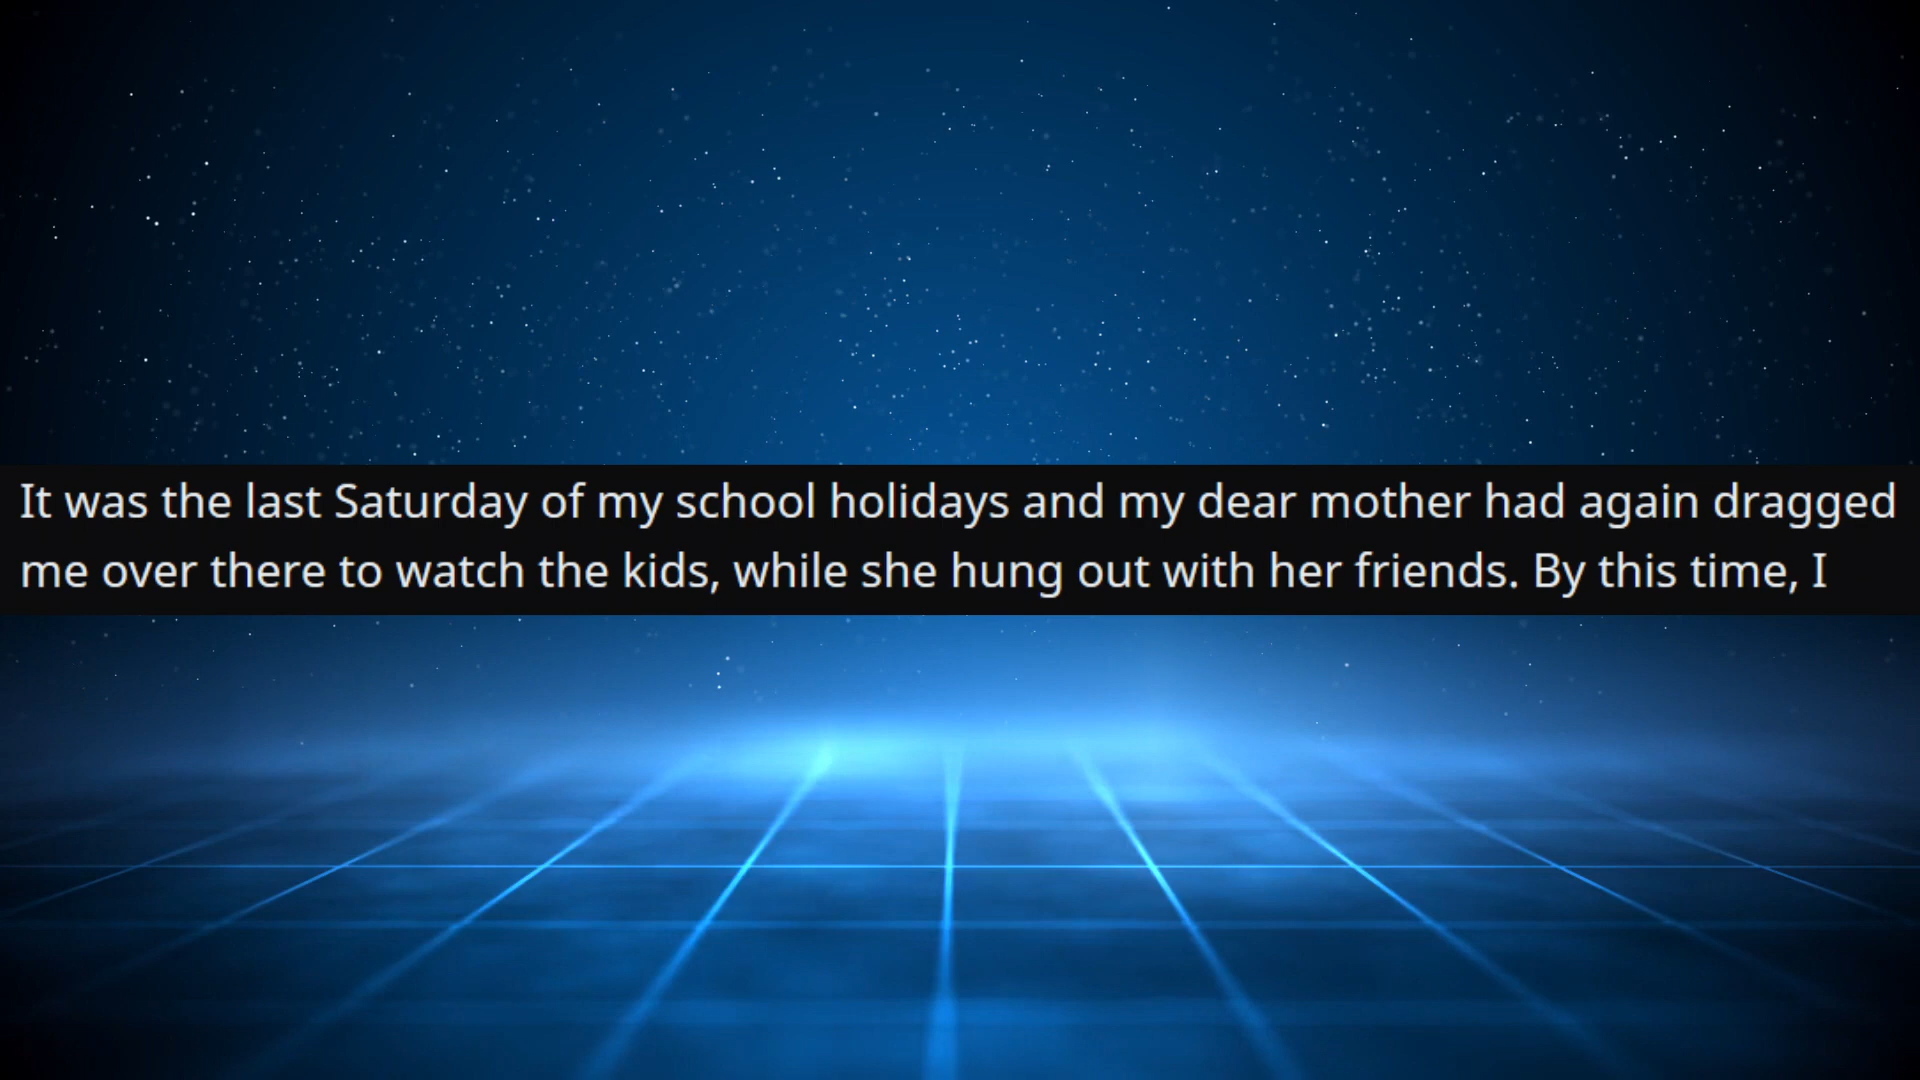 It was the last Saturday of my school holidays and my dear mother had again dragged
me over there to watch the kids, while she hung out with her friends. By this time, I